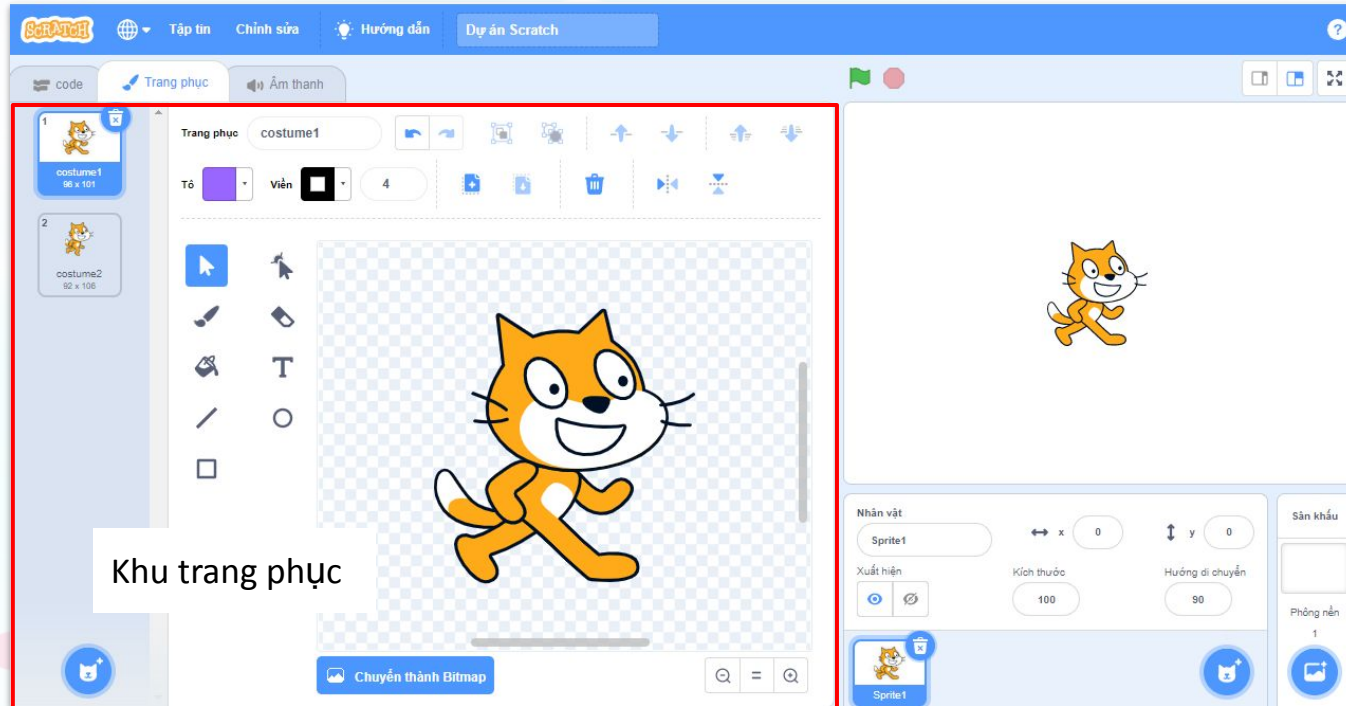 SCRATCH Tập tin Chỉnh sửa Hướng dẫn Dự án Scratch ?
code Trang phục Âm thanh
1
costume1
96 x 101
2
costume2
92 x 106
Trang phục costume1
Tô Viền 4
T
Khu trang phục
Chuyển thành Bitmap
=
Nhân vật
Sprite1
x 0
y 0
Xuất hiện
Kích thước
100
Hướng di chuyển
90
Sprite1
Sân khấu
Phông nền
1